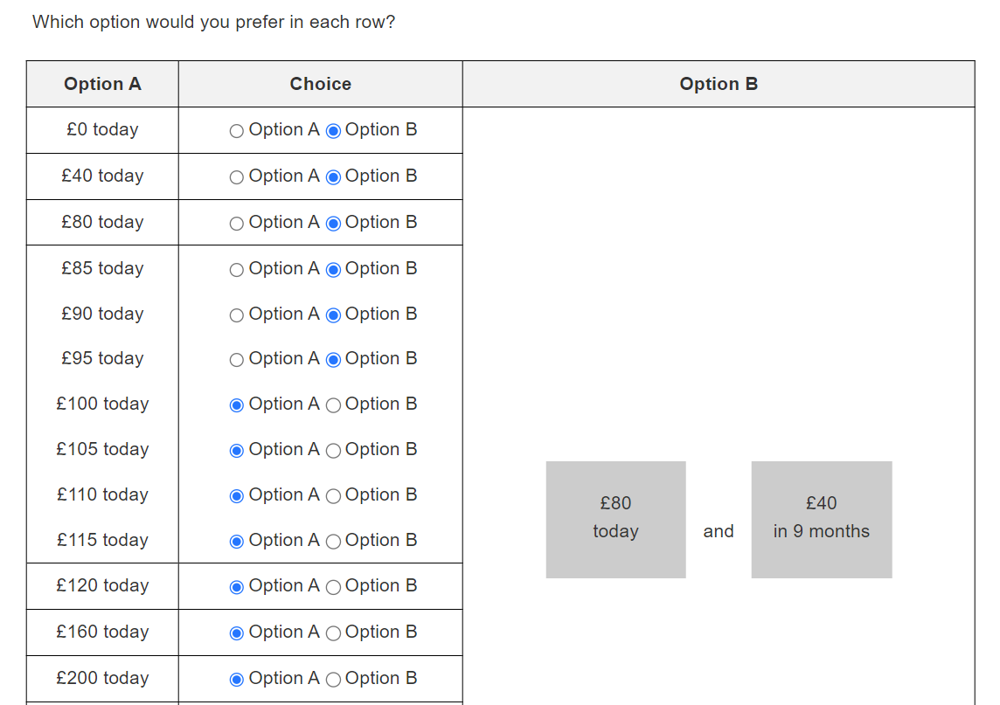 Which option would you prefer in each row?
Option A Choice Option B
£0 today Option A Option B
£40 today Option A Option B
£80 today Option A Option B
£85 today Option A Option B
£90 today Option A Option B
£95 today Option A Option B
£100 today Option A Option B
£105 today Option A Option B
£110 today Option A Option B
£115 today Option A Option B
£120 today Option A Option B
£160 today Option A Option B
£200 today Option A Option B
£80
today
and
£40
in 9 months